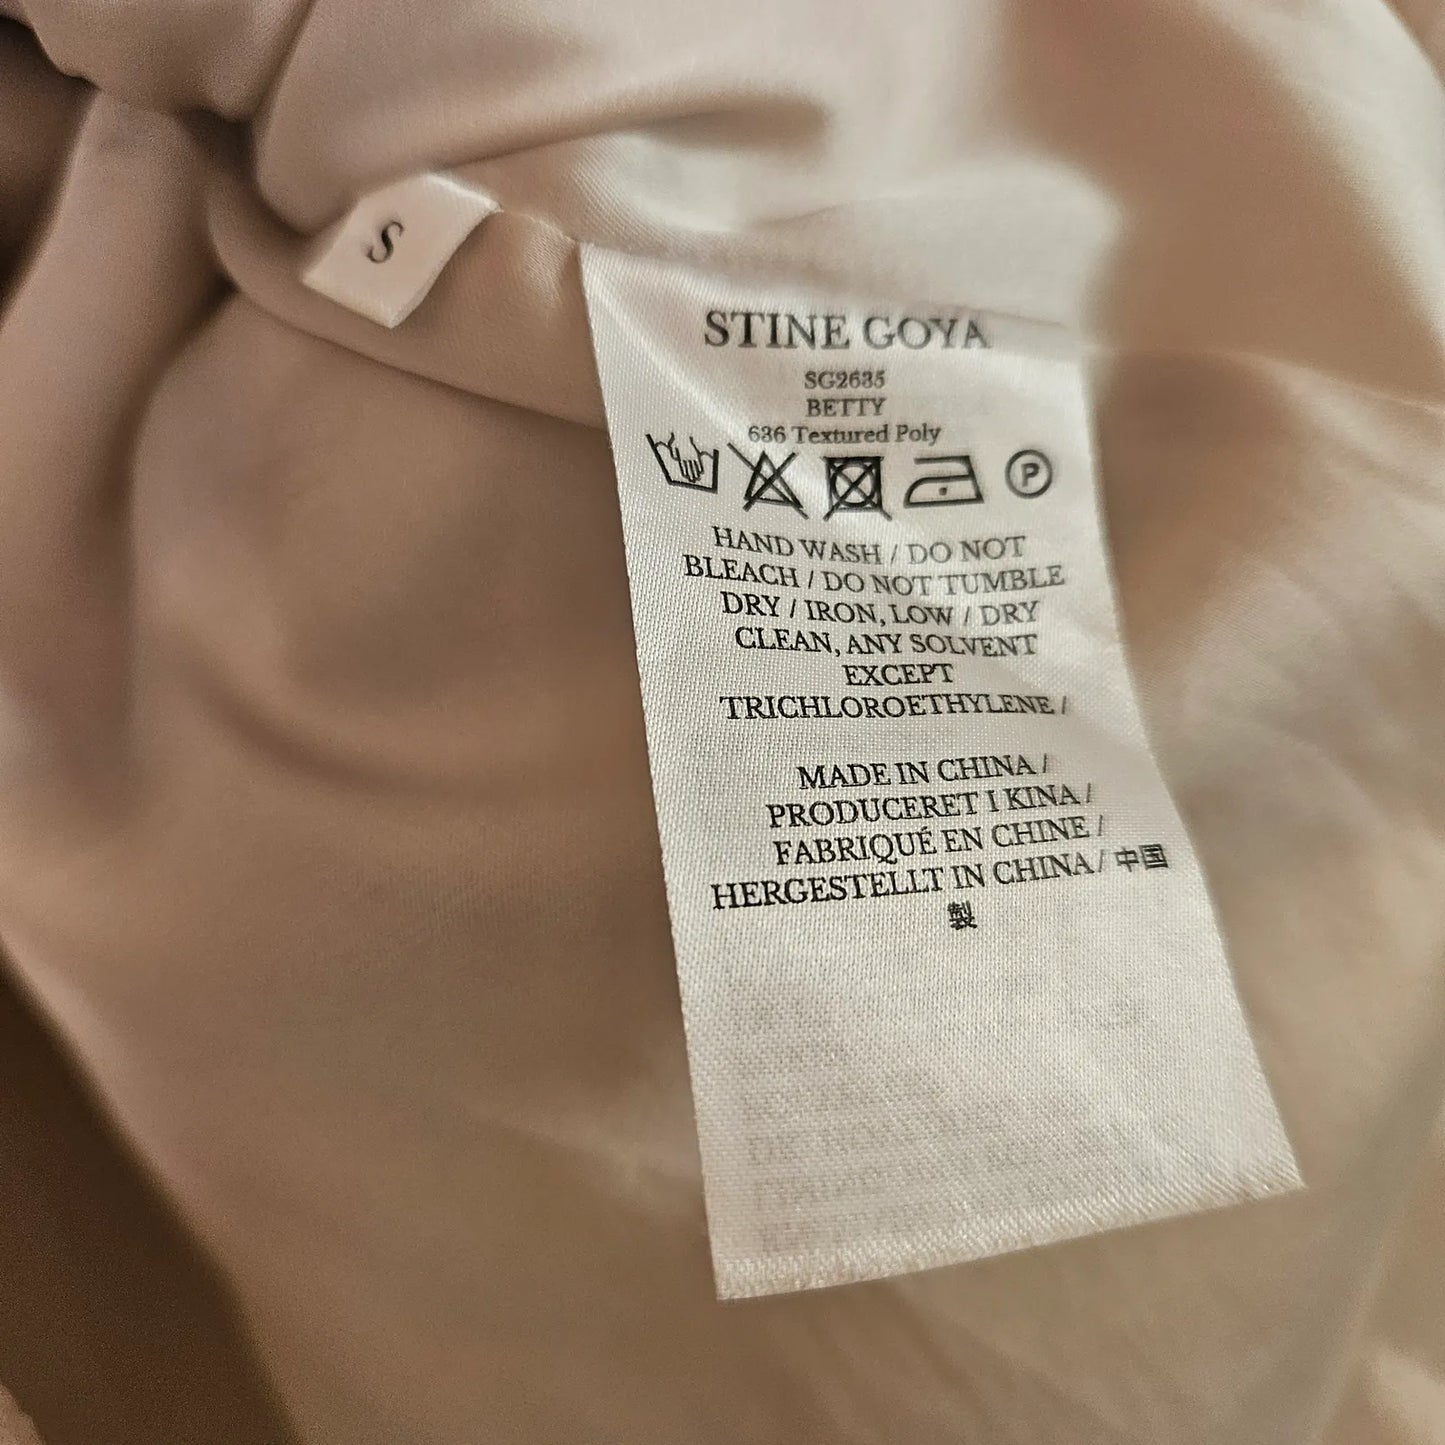 S
STINE GOYA
SG2635
BETTY
636 Textured Poly
P
HAND WASH / DO NOT
BLEACH / DO NOT TUMBLE
DRY / IRON, LOW / DRY
CLEAN, ANY SOLVENT
EXCEPT
TRICHLOROETHYLENE /
MADE IN CHINA /
PRODUCERET I KINA /
FABRIQUÉ EN CHINE /
HERGESTELLT IN CHINA / 中国
製